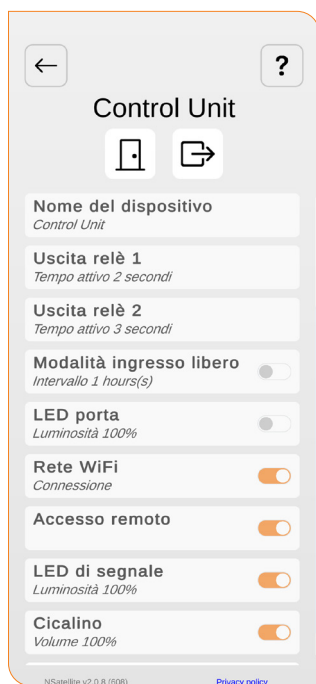 ?
Control Unit
Nome del dispositivo
Control Unit
Uscita relè 1
Tempo attivo 2 secondi
Uscita relè 2
Tempo attivo 3 secondi
Modalità ingresso libero
Intervallo 1 hours(s)
LED porta
Luminosità 100%
Rete WiFi
Connessione
Accesso remoto
LED di segnale
Luminosità 100%
Cicalino
Volume 100%
NSatellite v2.0.8 (608) Privacy policy